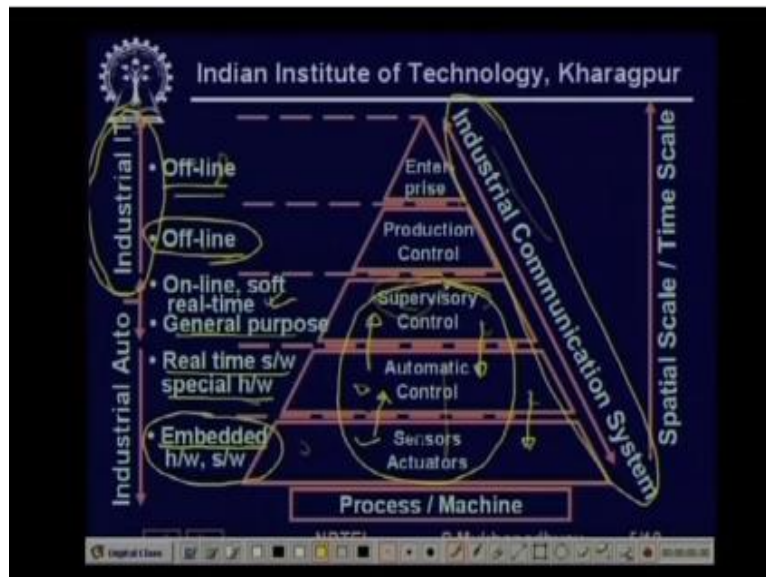 Indian Institute of Technology, Kharagpur
Industrial IT
Industrial Auto
• Off-line
• Off-line
• On-line, soft
real-time
• General purpose
• Real time s/w
special h/w
• Embedded
h/w, s/w
Enter
prise
Production
Control
Supervisory
Control
Automatic
Control
Sensors
Actuators
Process / Machine
Industrial Communication System
Spatial Scale / Time Scale
NPTEL